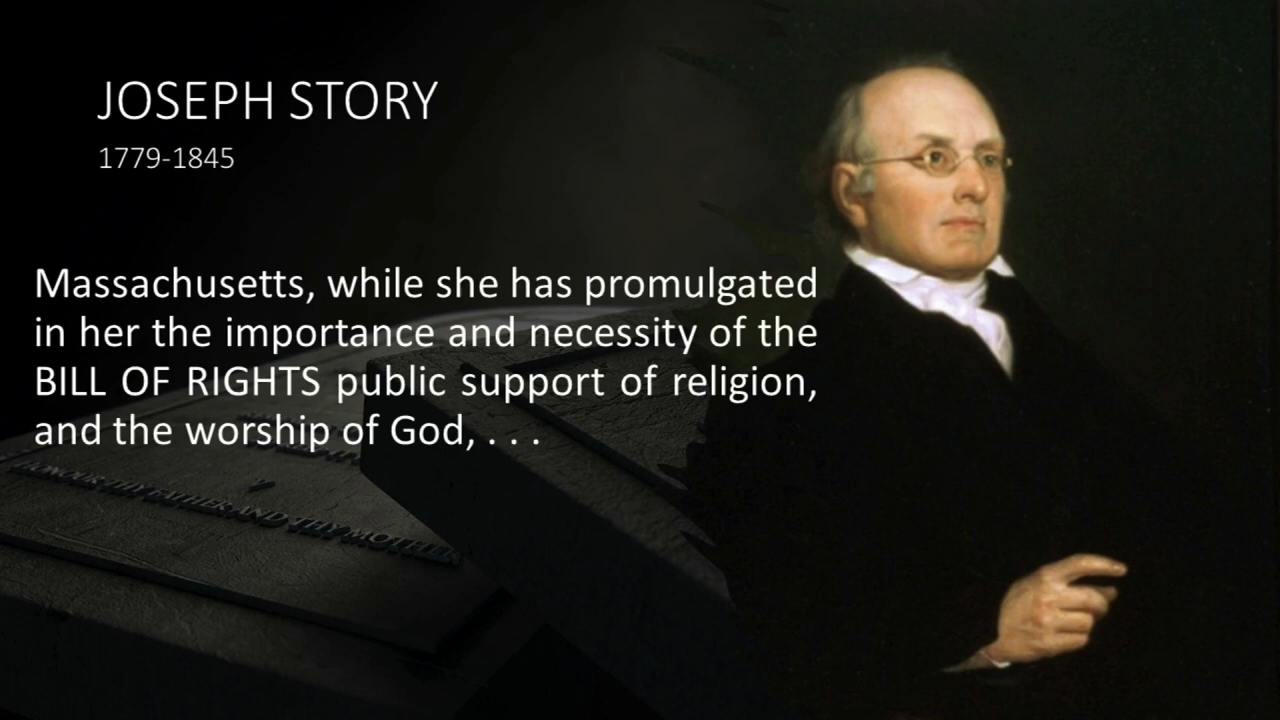 JOSEPH STORY
1779-1845
Massachusetts, while she has promulgated
in her the importance and necessity of the
BILL OF RIGHTS public support of religion,
and the worship of God, . . .
V
HONOUR THY FATHER AND THY MOTHER